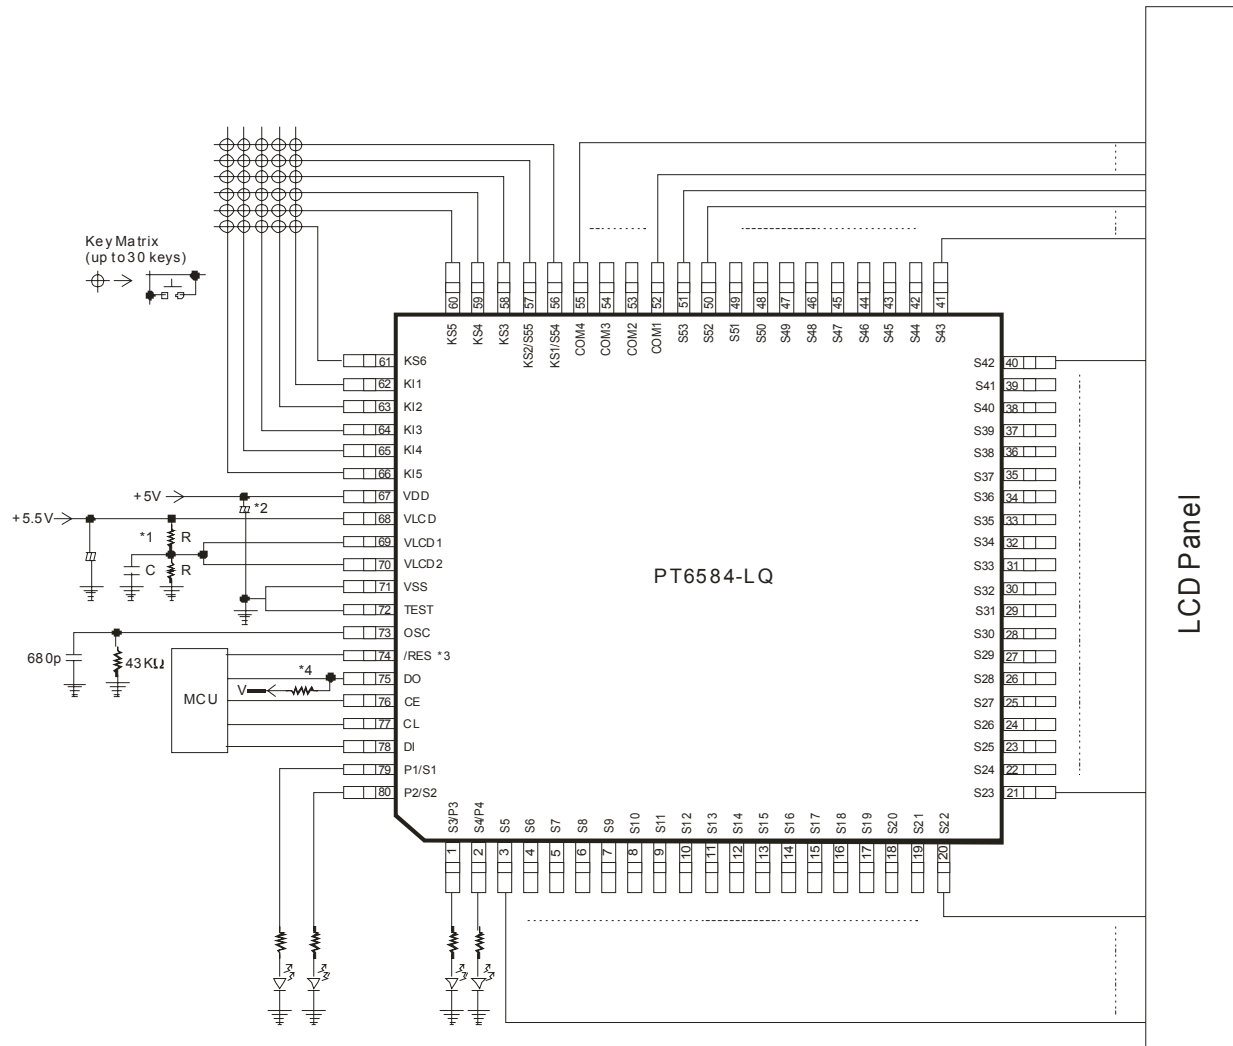 Key Matrix
(up to 30 keys)
60
59
58
57
56
55
54
53
52
51
50
49
48
47
46
45
44
43
42
41
KS5
KS4
KS3
KS2/S55
KS1/S54
COM4
COM3
COM2
COM1
S53
S52
S51
S50
S49
S48
S47
S46
S45
S44
S43
61 KS6
62 KI1
63 KI2
64 KI3
65 KI4
66 KI5
+5V 67 VDD
*2
+5.5V 68 VLCD
*1 R
69 VLCD1
C R
70 VLCD2
71 VSS
72 TEST
73 OSC
680p
43KΩ
74 /RES *3
*4
75 DO
V
MCU
76 CE
77 CL
78 DI
79 P1/S1
80 P2/S2
PT6584-LQ
S42 40
S41 39
S40 38
S39 37
S38 36
S37 35
S36 34
S35 33
S34 32
S33 31
S32 30
S31 29
S30 28
S29 27
S28 26
S27 25
S26 24
S25 23
S24 22
S23 21
LCD Panel
S3/P3
S4/P4
S5
S6
S7
S8
S9
S10
S11
S12
S13
S14
S15
S16
S17
S18
S19
S20
S21
S22
1
2
3
4
5
6
7
8
9
10
11
12
13
14
15
16
17
18
19
20